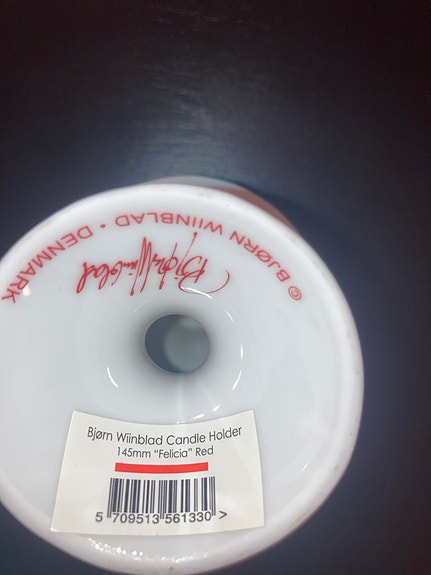 © BJØRN WIINBLAD • DENMARK
Bjørn Wiinblad
Bjørn Wiinblad Candle Holder
145mm "Felicia" Red
5 709513 561330 >